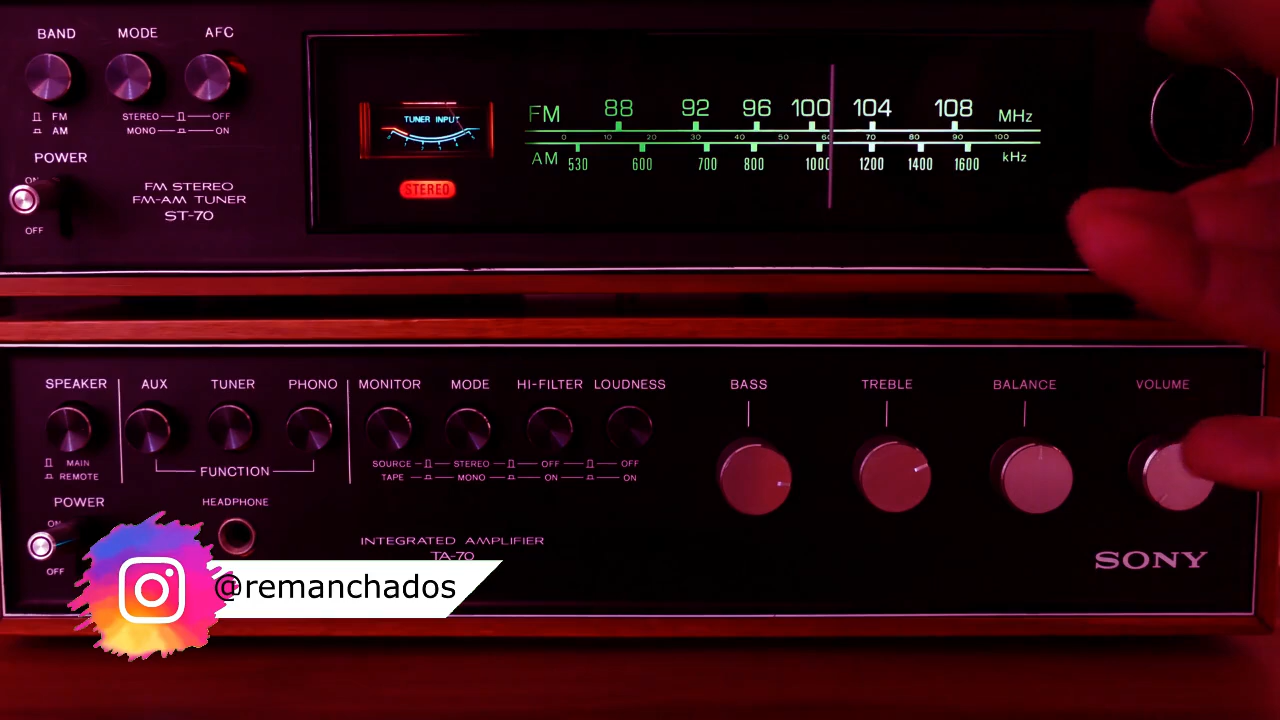 BAND MODE AFC
FM STEREO OFF
AM MONO ON
POWER
ON
OFF
FM STEREO
FM-AM TUNER
ST-70
TUNER INPUT
STEREO
FM 88 92 96 100 104 108 MHz
0 10 20 30 40 50 60 70 80 90 100
AM 530 600 700 800 1000 1200 1400 1600 kHz
SPEAKER AUX TUNER PHONO MONITOR MODE HI-FILTER LOUDNESS BASS TREBLE BALANCE VOLUME
MAIN SOURCE STEREO OFF OFF
REMOTE FUNCTION TAPE MONO ON ON
POWER HEADPHONE
ON
OFF
INTEGRATED AMPLIFIER
TA-70
SONY
@remanchados